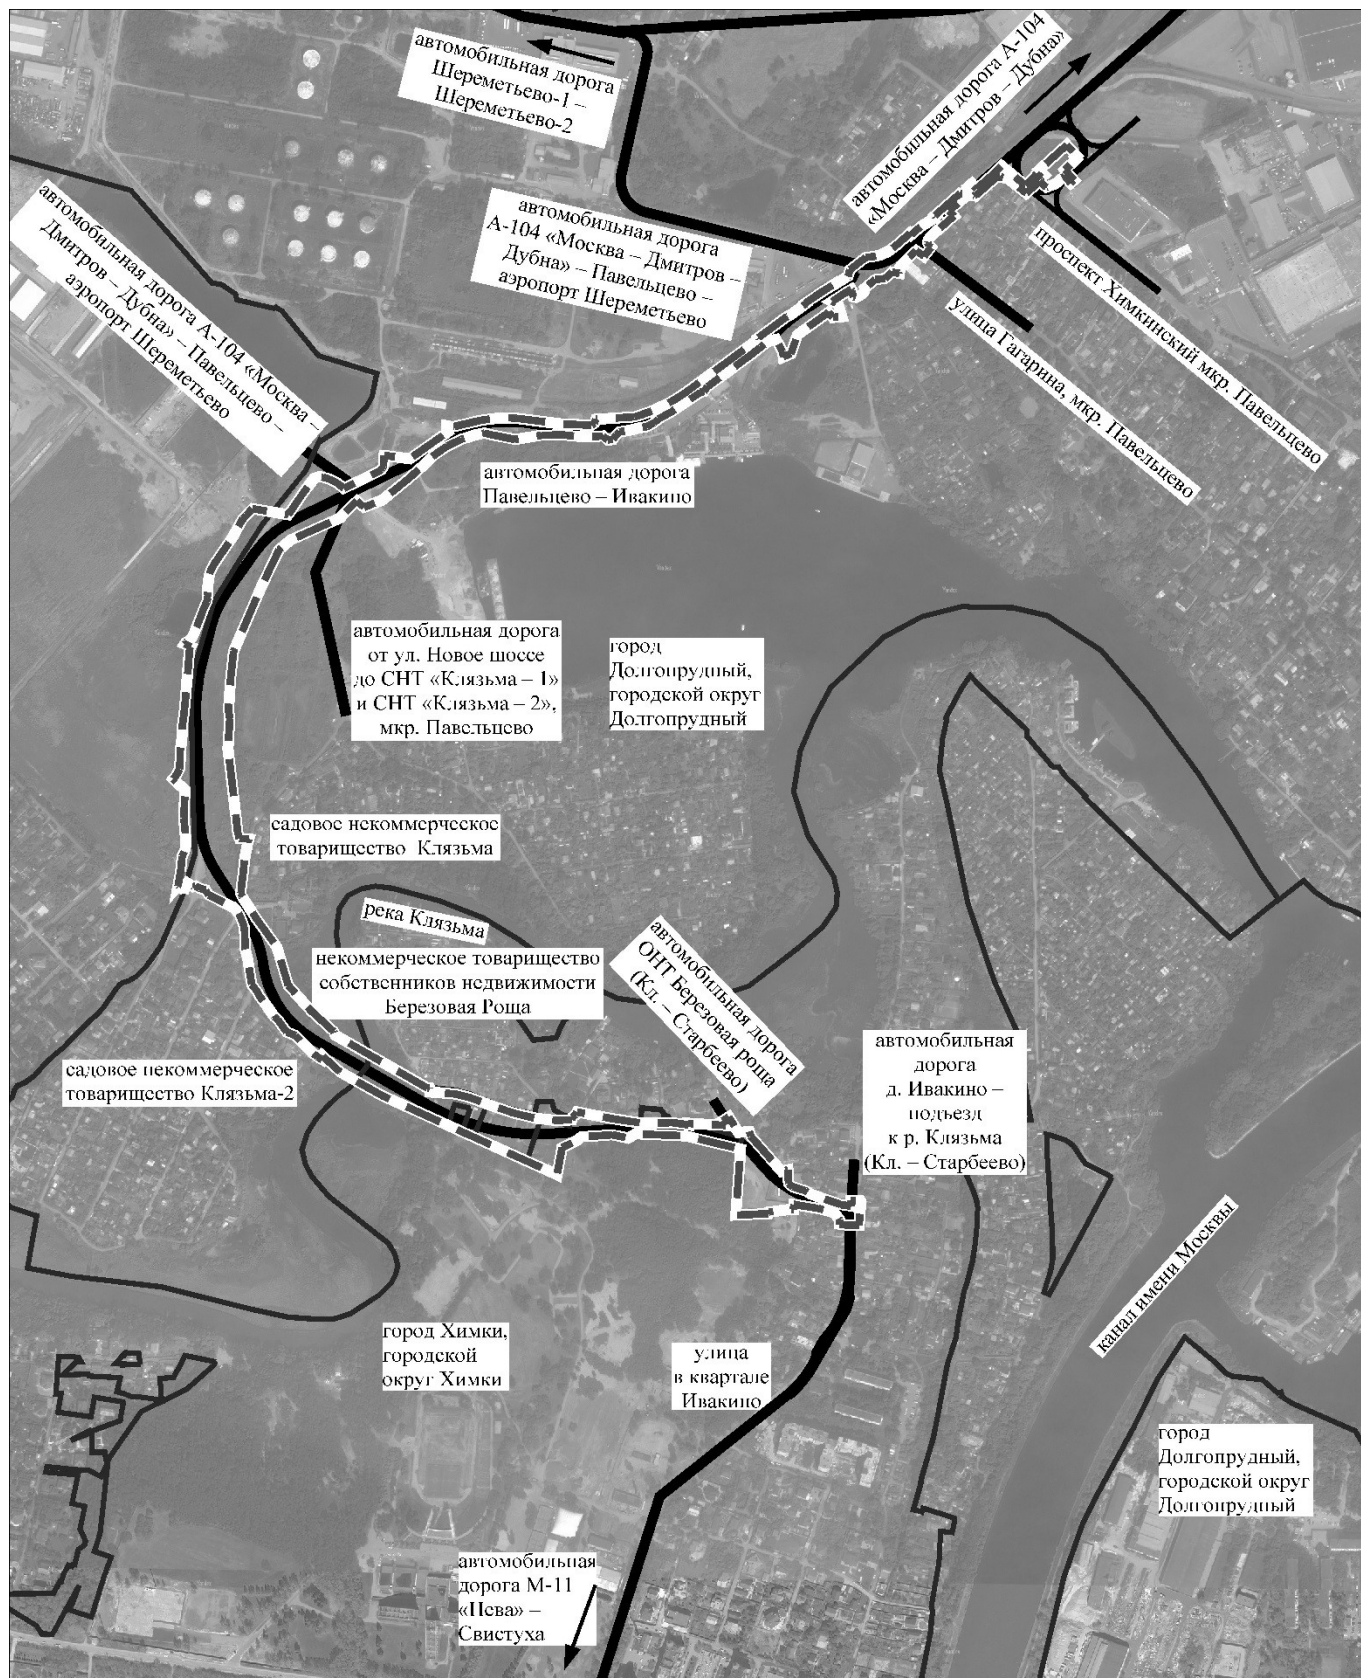 автомобильная дорога
Шереметьево-1 –
Шереметьево-2
автомобильная дорога А-104
«Москва – Дмитров – Дубна»
автомобильная дорога
А-104 «Москва – Дмитров –
Дубна» – Павельцево –
аэропорт Шереметьево
автомобильная дорога А-104 «Москва –
Дмитров – Дубна» – Павельцево –
аэропорт Шереметьево
проспект Химкинский мкр. Павельцево
улица Гагарина, мкр. Павельцево
автомобильная дорога
Павельцево – Ивакино
автомобильная дорога
от ул. Новое шоссе
до СНТ «Клязьма – 1»
и СНТ «Клязьма – 2»,
мкр. Павельцево
город
Долгопрудный,
городской округ
Долгопрудный
садовое некоммерческое
товарищество Клязьма
река Клязьма
некоммерческое товарищество
собственников недвижимости
Березовая Роща
автомобильная дорога
ОНТ Березовая роща
(Кл. – Старбеево)
автомобильная
дорога
д. Ивакино –
подъезд
к р. Клязьма
(Кл. – Старбеево)
садовое некоммерческое
товарищество Клязьма-2
канал имени Москвы
город Химки,
городской
округ Химки
улица
в квартале
Ивакино
город
Долгопрудный,
городской округ
Долгопрудный
автомобильная
дорога М-11
«Нева» –
Свистуха